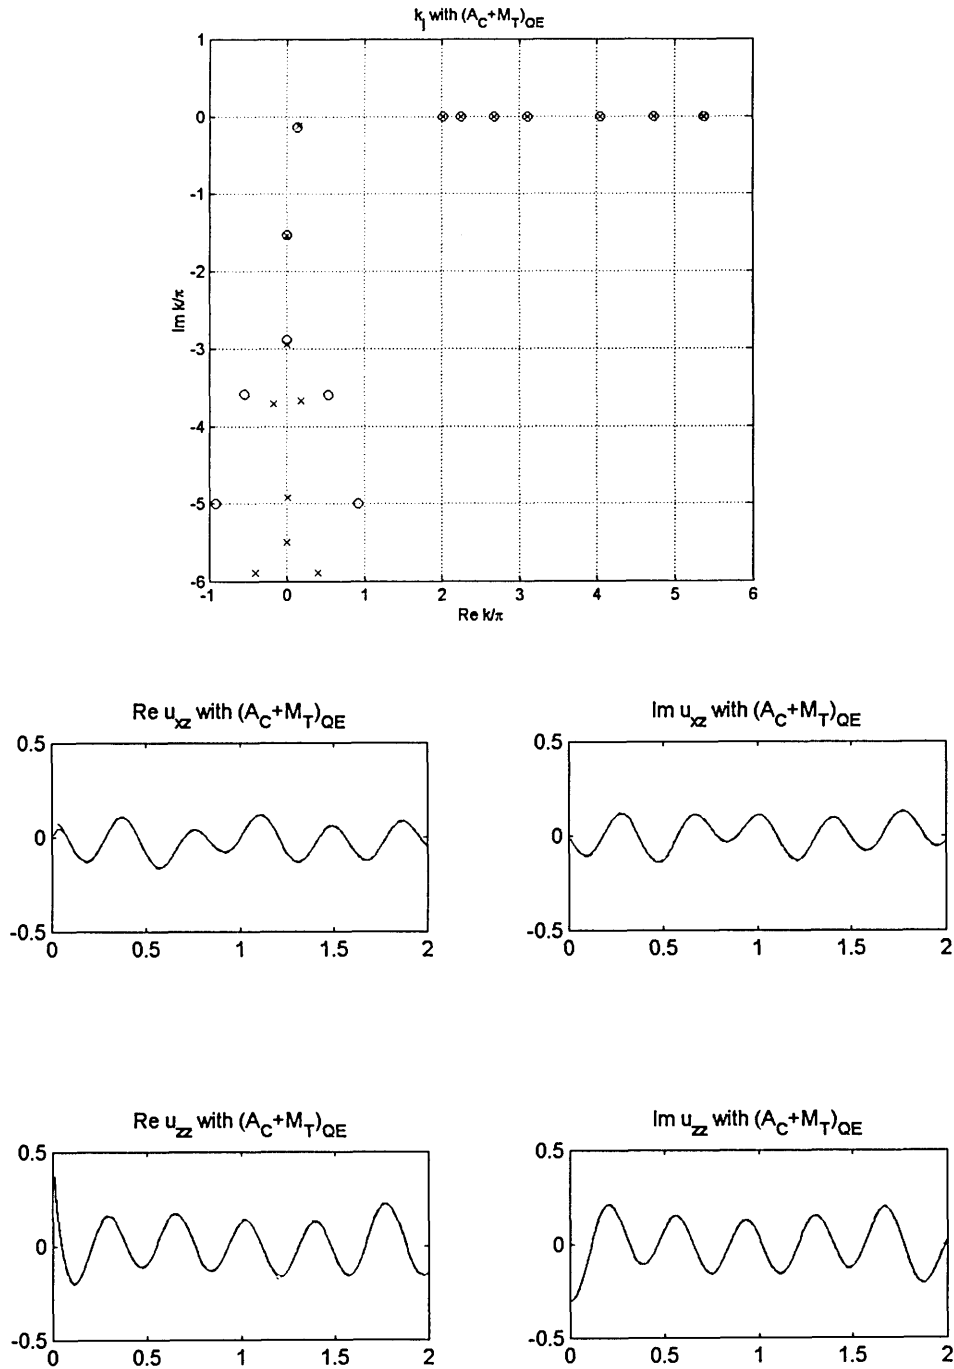 k_j with (A_C+M_T)_QE
1
0
-1
-2
-3
-4
-5
-6
Im k/π
-1 0 1 2 3 4 5 6
Re k/π
Re u_xz with (A_C+M_T)_QE
Im u_xz with (A_C+M_T)_QE
0.5
0
-0.5
0 0.5 1 1.5 2
0.5
0
-0.5
0 0.5 1 1.5 2
Re u_zz with (A_C+M_T)_QE
Im u_zz with (A_C+M_T)_QE
0.5
0
-0.5
0 0.5 1 1.5 2
0.5
0
-0.5
0 0.5 1 1.5 2